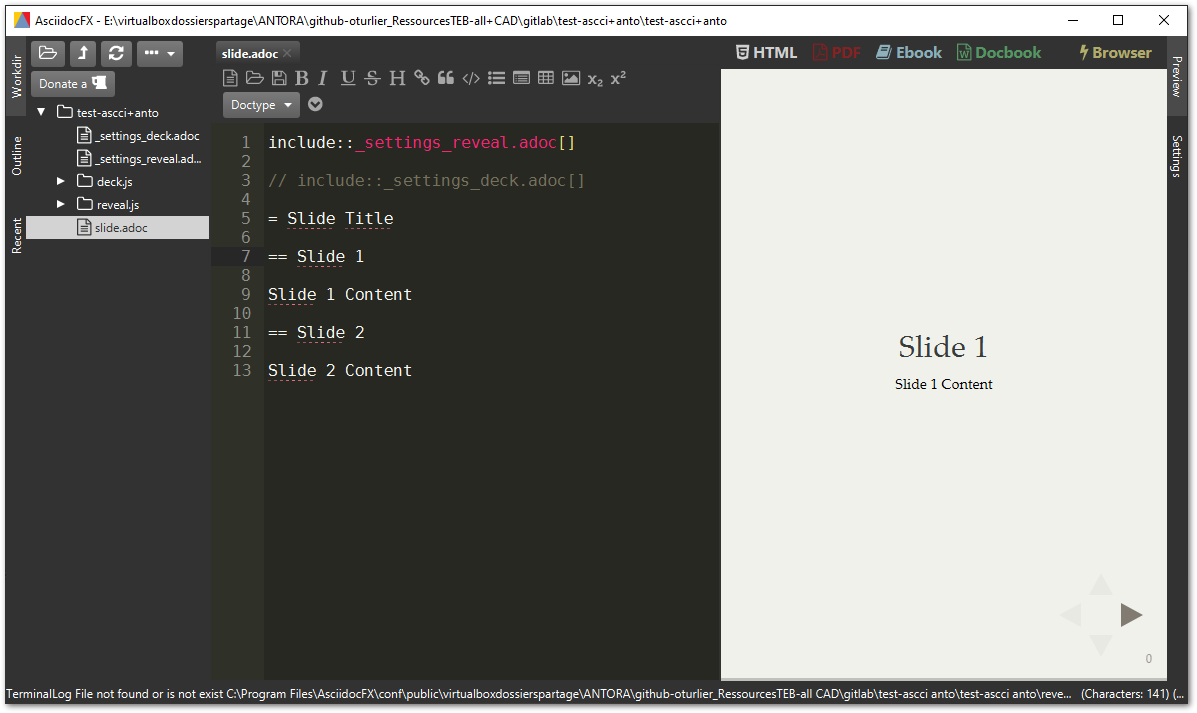 AsciidocFX - E:\virtualboxdossierspartage\ANTORA\github-oturlier_RessourcesTEB-all+CAD\gitlab\test-ascci+anto\test-ascci+anto
Workdir
Outline
Recent
Donate a
test-ascci+anto
_settings_deck.adoc
_settings_reveal.ad...
deck.js
reveal.js
slide.adoc
slide.adoc
Doctype
1 include::_settings_reveal.adoc[]
2
3 // include::_settings_deck.adoc[]
4
5 = Slide Title
6
7 == Slide 1
8
9 Slide 1 Content
10
11 == Slide 2
12
13 Slide 2 Content
HTML PDF Ebook Docbook Browser
Slide 1
Slide 1 Content
0
Preview
Settings
TerminalLog File not found or is not exist C:\Program Files\AsciidocFX\conf\public\virtualboxdossierspartage\ANTORA\github-oturlier_RessourcesTEB-all CAD\gitlab\test-ascci anto\test-ascci anto\reve... (Characters: 141) (...